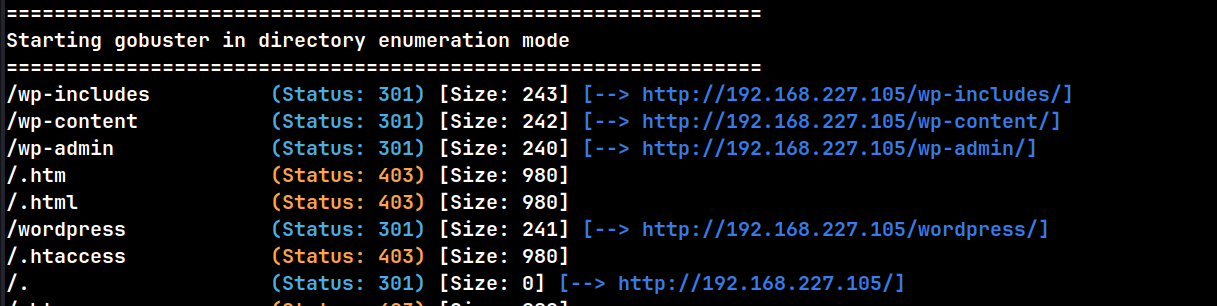 ===============================================================
Starting gobuster in directory enumeration mode
===============================================================
/wp-includes          (Status: 301) [Size: 243] [--> http://192.168.227.105/wp-includes/]
/wp-content           (Status: 301) [Size: 242] [--> http://192.168.227.105/wp-content/]
/wp-admin             (Status: 301) [Size: 240] [--> http://192.168.227.105/wp-admin/]
/.htm                 (Status: 403) [Size: 980]
/.html                (Status: 403) [Size: 980]
/wordpress            (Status: 301) [Size: 241] [--> http://192.168.227.105/wordpress/]
/.htaccess            (Status: 403) [Size: 980]
/.                    (Status: 301) [Size: 0] [--> http://192.168.227.105/]